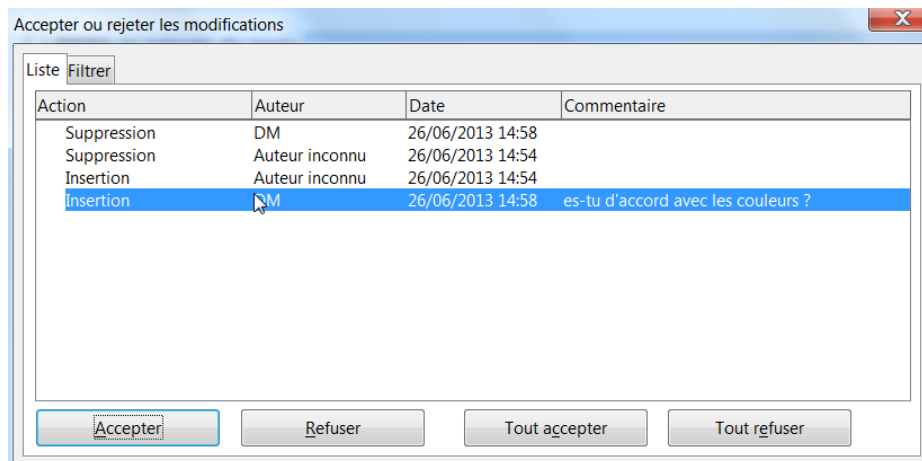 Accepter ou rejeter les modifications
Liste Filtrer
Action Auteur Date Commentaire
Suppression DM 26/06/2013 14:58
Suppression Auteur inconnu 26/06/2013 14:54
Insertion Auteur inconnu 26/06/2013 14:54
Insertion DM 26/06/2013 14:58 es-tu d'accord avec les couleurs ?
Accepter Refuser Tout accepter Tout refuser